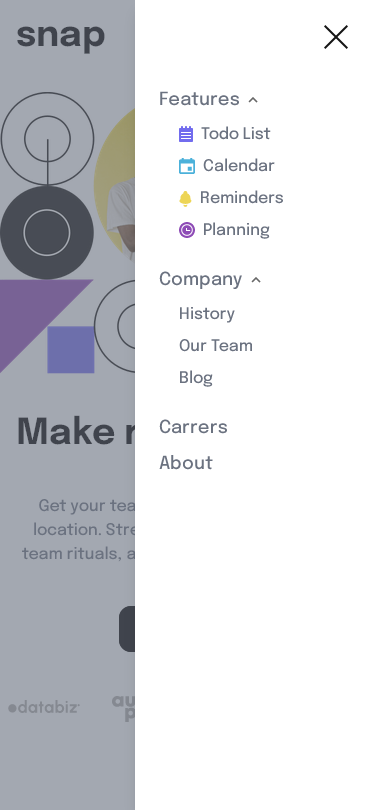 snap
Features
Todo List
Calendar
Reminders
Planning
Company
History
Our Team
Blog
Carrers
About
Make
Get your tea
location. Stre
team rituals, a
databiz
au
p